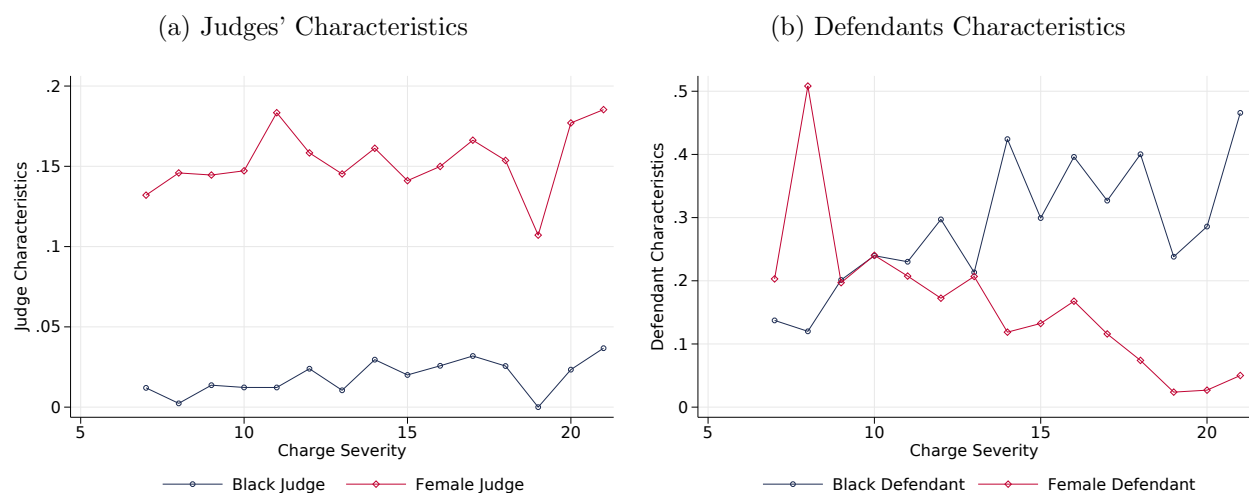 (a) Judges' Characteristics
Judge Characteristics
.2
.15
.1
.05
0
5
10
15
20
Charge Severity
Black Judge
Female Judge
(b) Defendants Characteristics
Defendant Characteristics
.5
.4
.3
.2
.1
0
5
10
15
20
Charge Severity
Black Defendant
Female Defendant